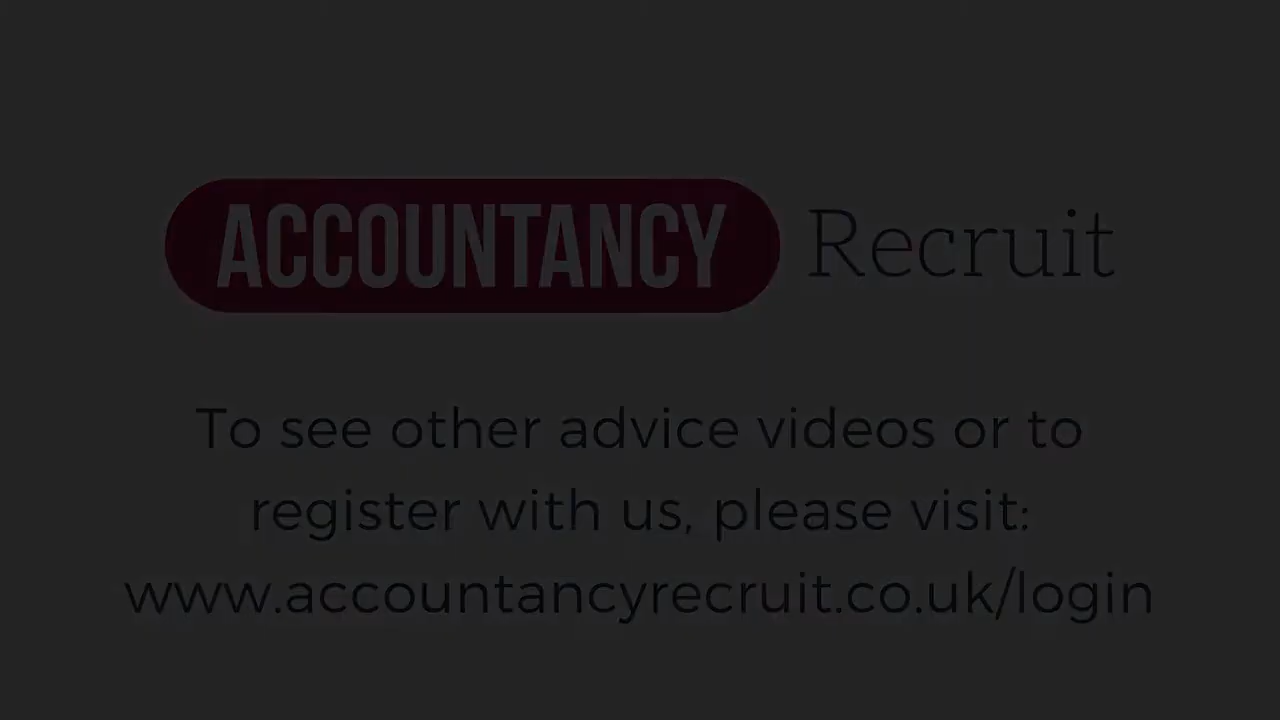 ACCOUNTANCY Recruit
To see other advice videos or to
register with us, please visit:
www.accountancyrecruit.co.uk/login